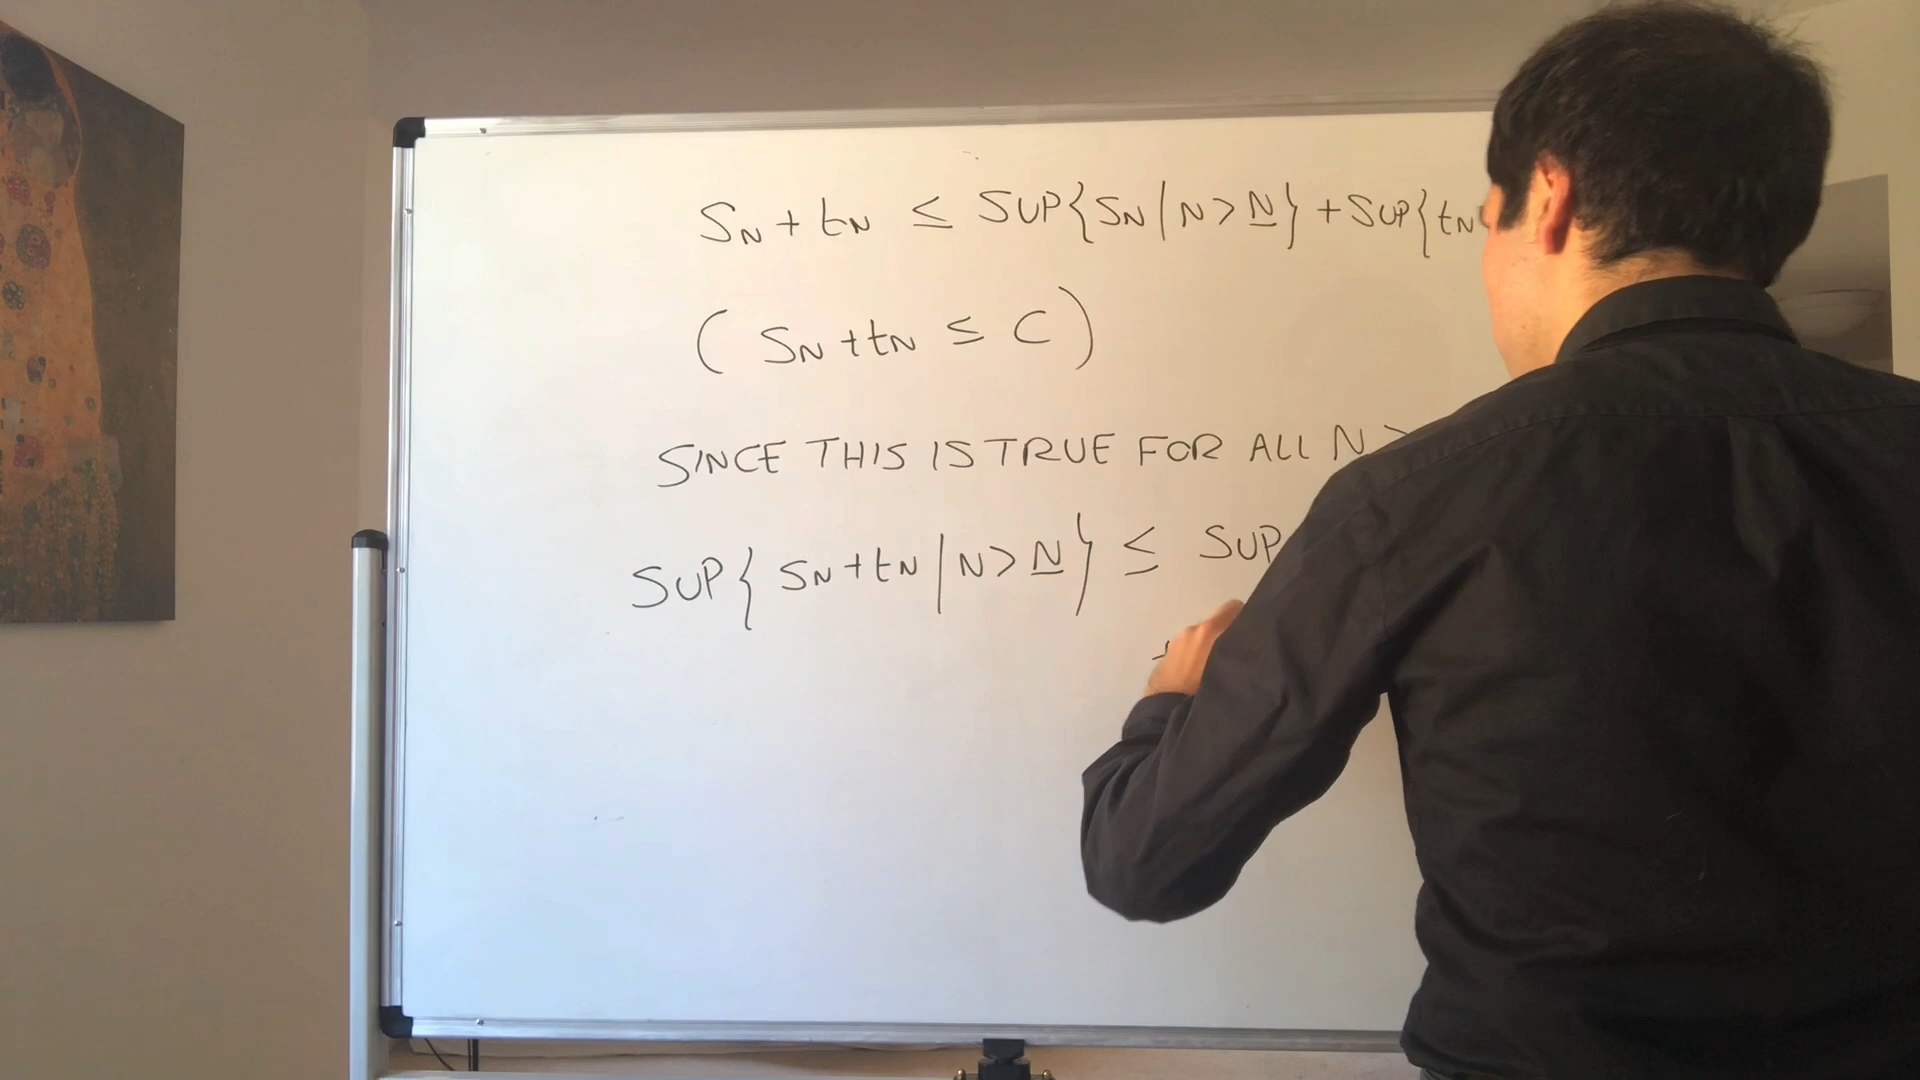 SN + tN ≤ SUP{SN | N > N} + SUP{tN
( SN + tN ≤ C )
SINCE THIS IS TRUE FOR ALL N >
SUP{ SN + tN | N > N } ≤ SUP